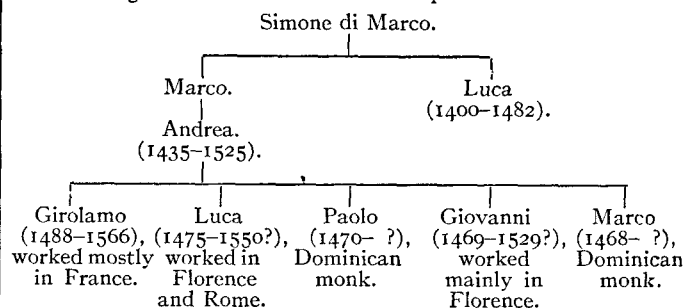 Simone di Marco.
Marco.
Luca
(1400–1482).
Andrea.
(1435–1525).
Girolamo
(1488–1566),
worked mostly
in France.
Luca
(1475–1550?),
worked in
Florence
and Rome.
Paolo
(1470– ?),
Dominican
monk.
Giovanni
(1469–1529?),
worked
mainly in
Florence.
Marco
(1468– ?),
Dominican
monk.